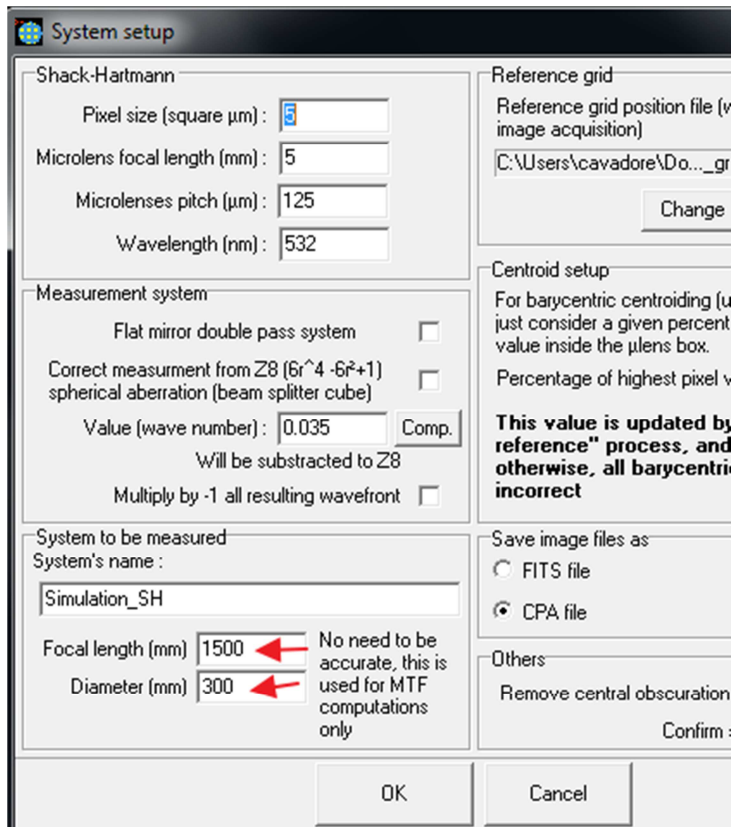 System setup
Shack-Hartmann
Pixel size (square µm) : 5
Microlens focal length (mm) : 5
Microlenses pitch (µm) : 125
Wavelength (nm) : 532
Measurement system
Flat mirror double pass system
Correct measurment from Z8 (6r^4 -6r²+1)
spherical aberration (beam splitter cube)
Value (wave number) : 0.035 Comp.
Will be substracted to Z8
Multiply by -1 all resulting wavefront
System to be measured
System's name :
Simulation_SH
Focal length (mm) 1500
Diameter (mm) 300
No need to be
accurate, this is
used for MTF
computations
only
Reference grid
Reference grid position file (w
image acquisition)
C:\Users\cavadore\Do..._gr
Change
Centroid setup
For barycentric centroiding (u
just consider a given percent
value inside the µlens box.
Percentage of highest pixel v
This value is updated by
reference" process, and
otherwise, all barycentri
incorrect
Save image files as
FITS file
CPA file
Others
Remove central obscuration
Confirm :
OK
Cancel